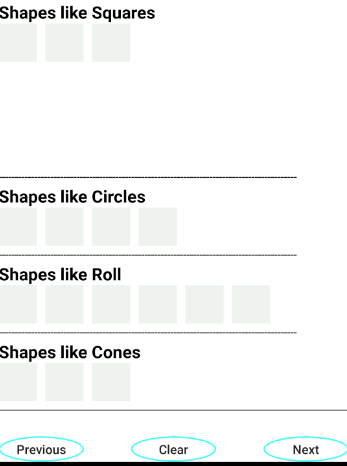 Shapes like Squares
Shapes like Circles
Shapes like Roll
Shapes like Cones
Previous Clear Next